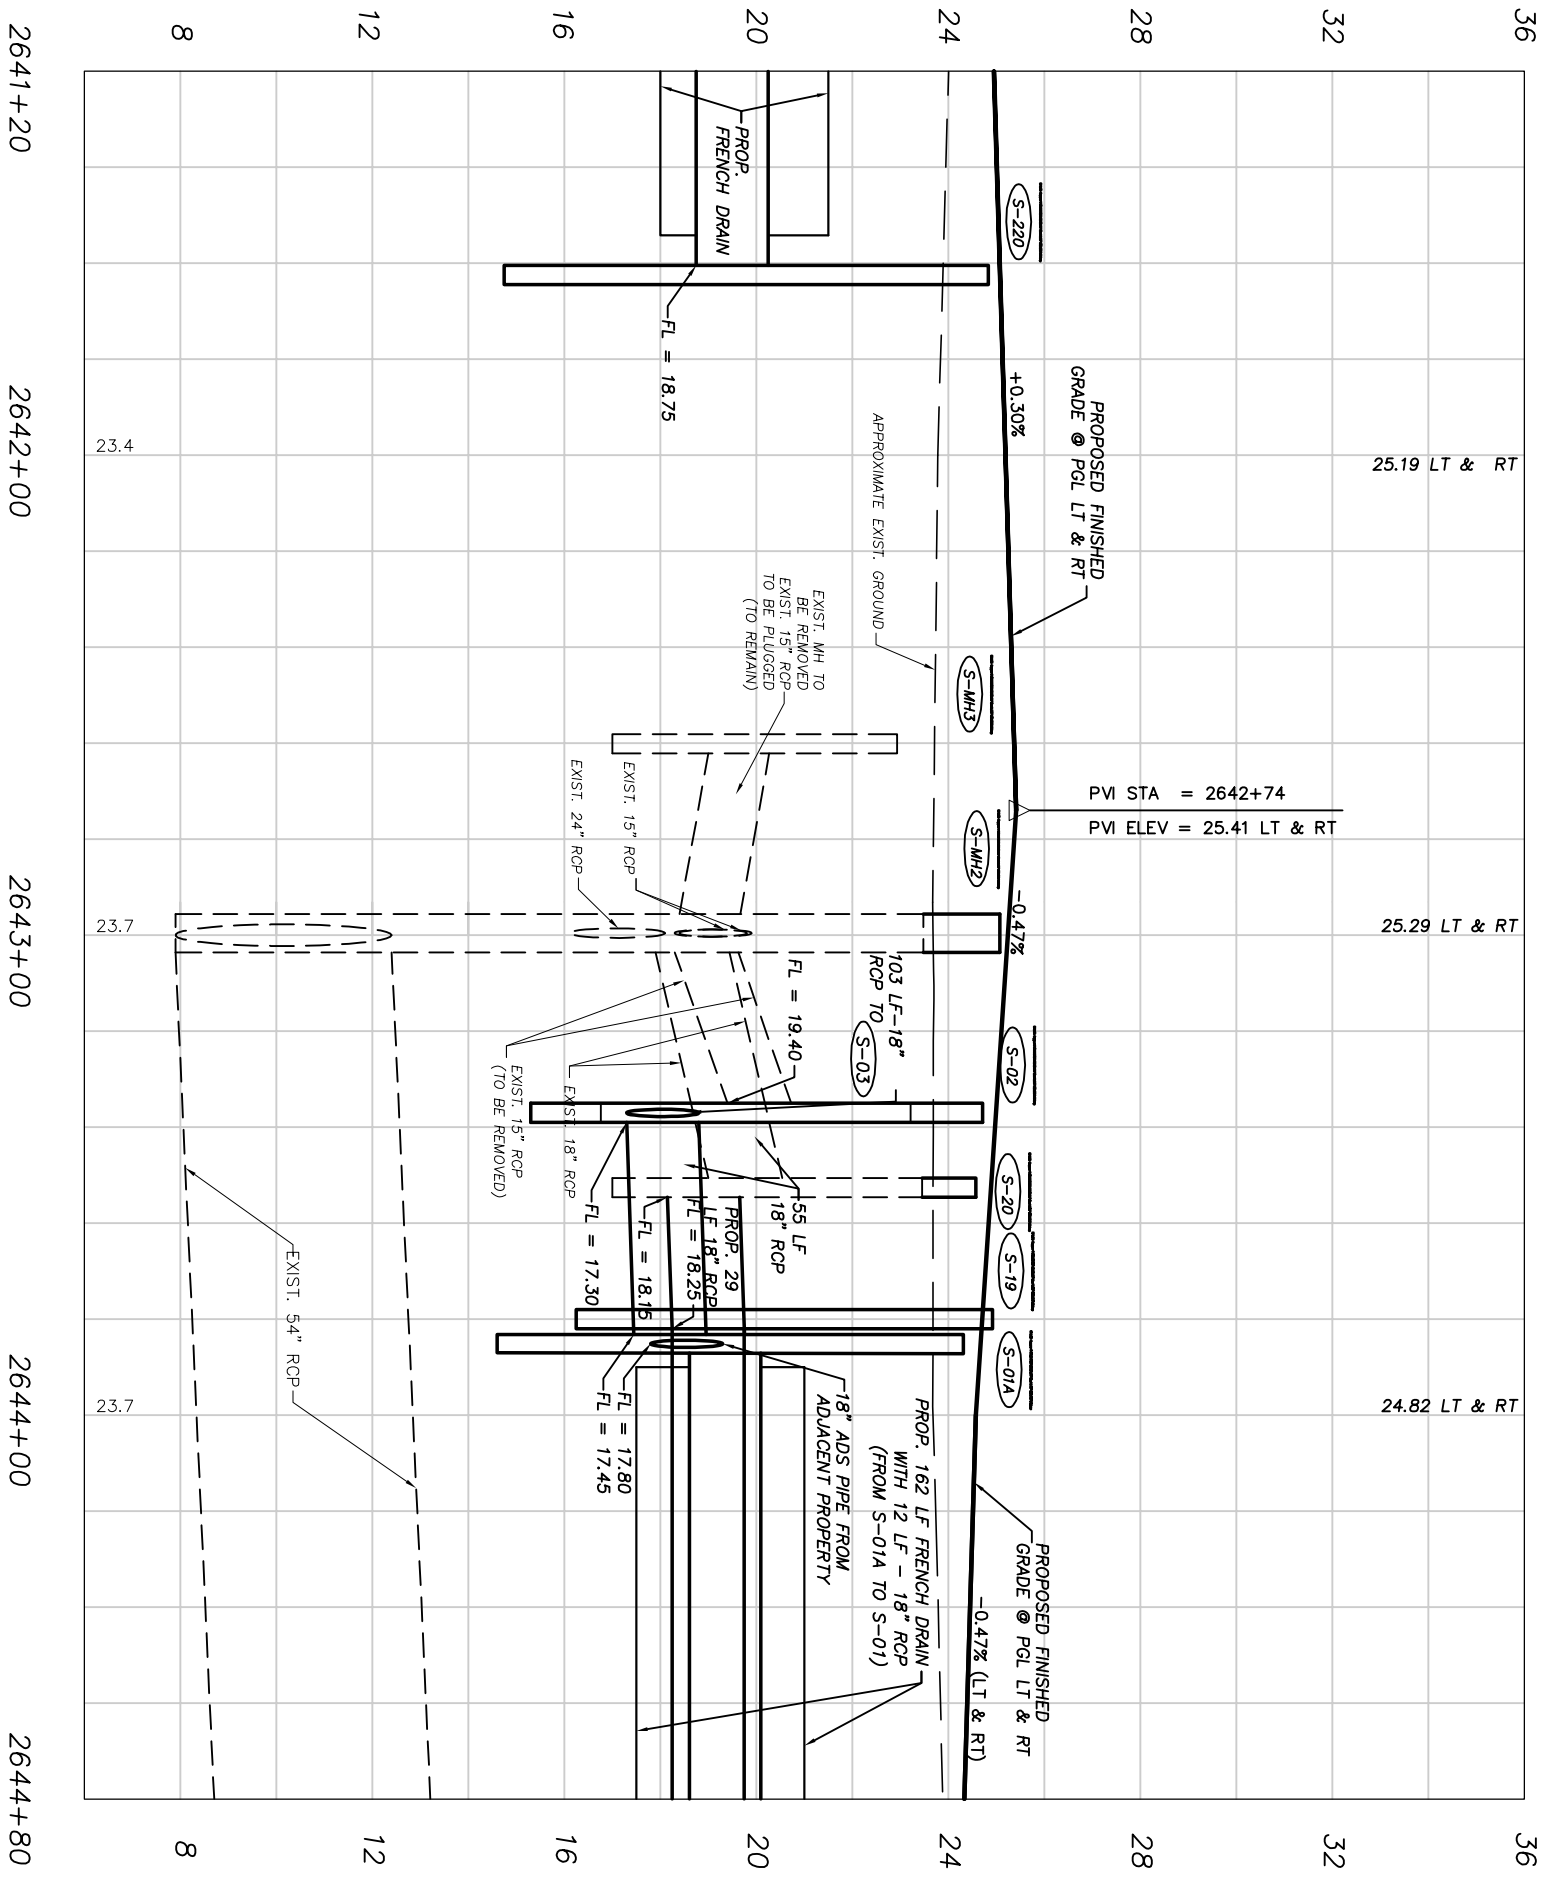 36
32
28
24
20
16
12
8
36
32
28
24
20
16
12
8
25.19 LT & RT
25.29 LT & RT
24.82 LT & RT
PVI STA = 2642+74
PVI ELEV = 25.41 LT & RT
PROPOSED FINISHED
GRADE @ PGL LT & RT
+0.30%
-0.47%
PROPOSED FINISHED
GRADE @ PGL LT & RT
-0.47% (LT & RT)
S-220
S-MH3
S-MH2
S-02
S-20
S-19
S-01A
APPROXIMATE EXIST. GROUND
PROP.
FRENCH DRAIN
FL = 18.75
EXIST. MH TO
BE REMOVED
EXIST. 15" RCP
TO BE PLUGGED
(TO REMAIN)
EXIST. 15" RCP
EXIST. 24" RCP
103 LF-18"
RCP TO
S-03
FL = 19.40
EXIST. 18" RCP
EXIST. 15" RCP
(TO BE REMOVED)
55 LF
18" RCP
PROP. 29
LF 18" RCP
FL = 18.25
FL = 18.15
FL = 17.30
18" ADS PIPE FROM
ADJACENT PROPERTY
FL = 17.80
FL = 17.45
PROP. 162 LF FRENCH DRAIN
WITH 12 LF - 18" RCP
(FROM S-01A TO S-01)
EXIST. 54" RCP
23.4
23.7
23.7
2641+20
2642+00
2643+00
2644+00
2644+80